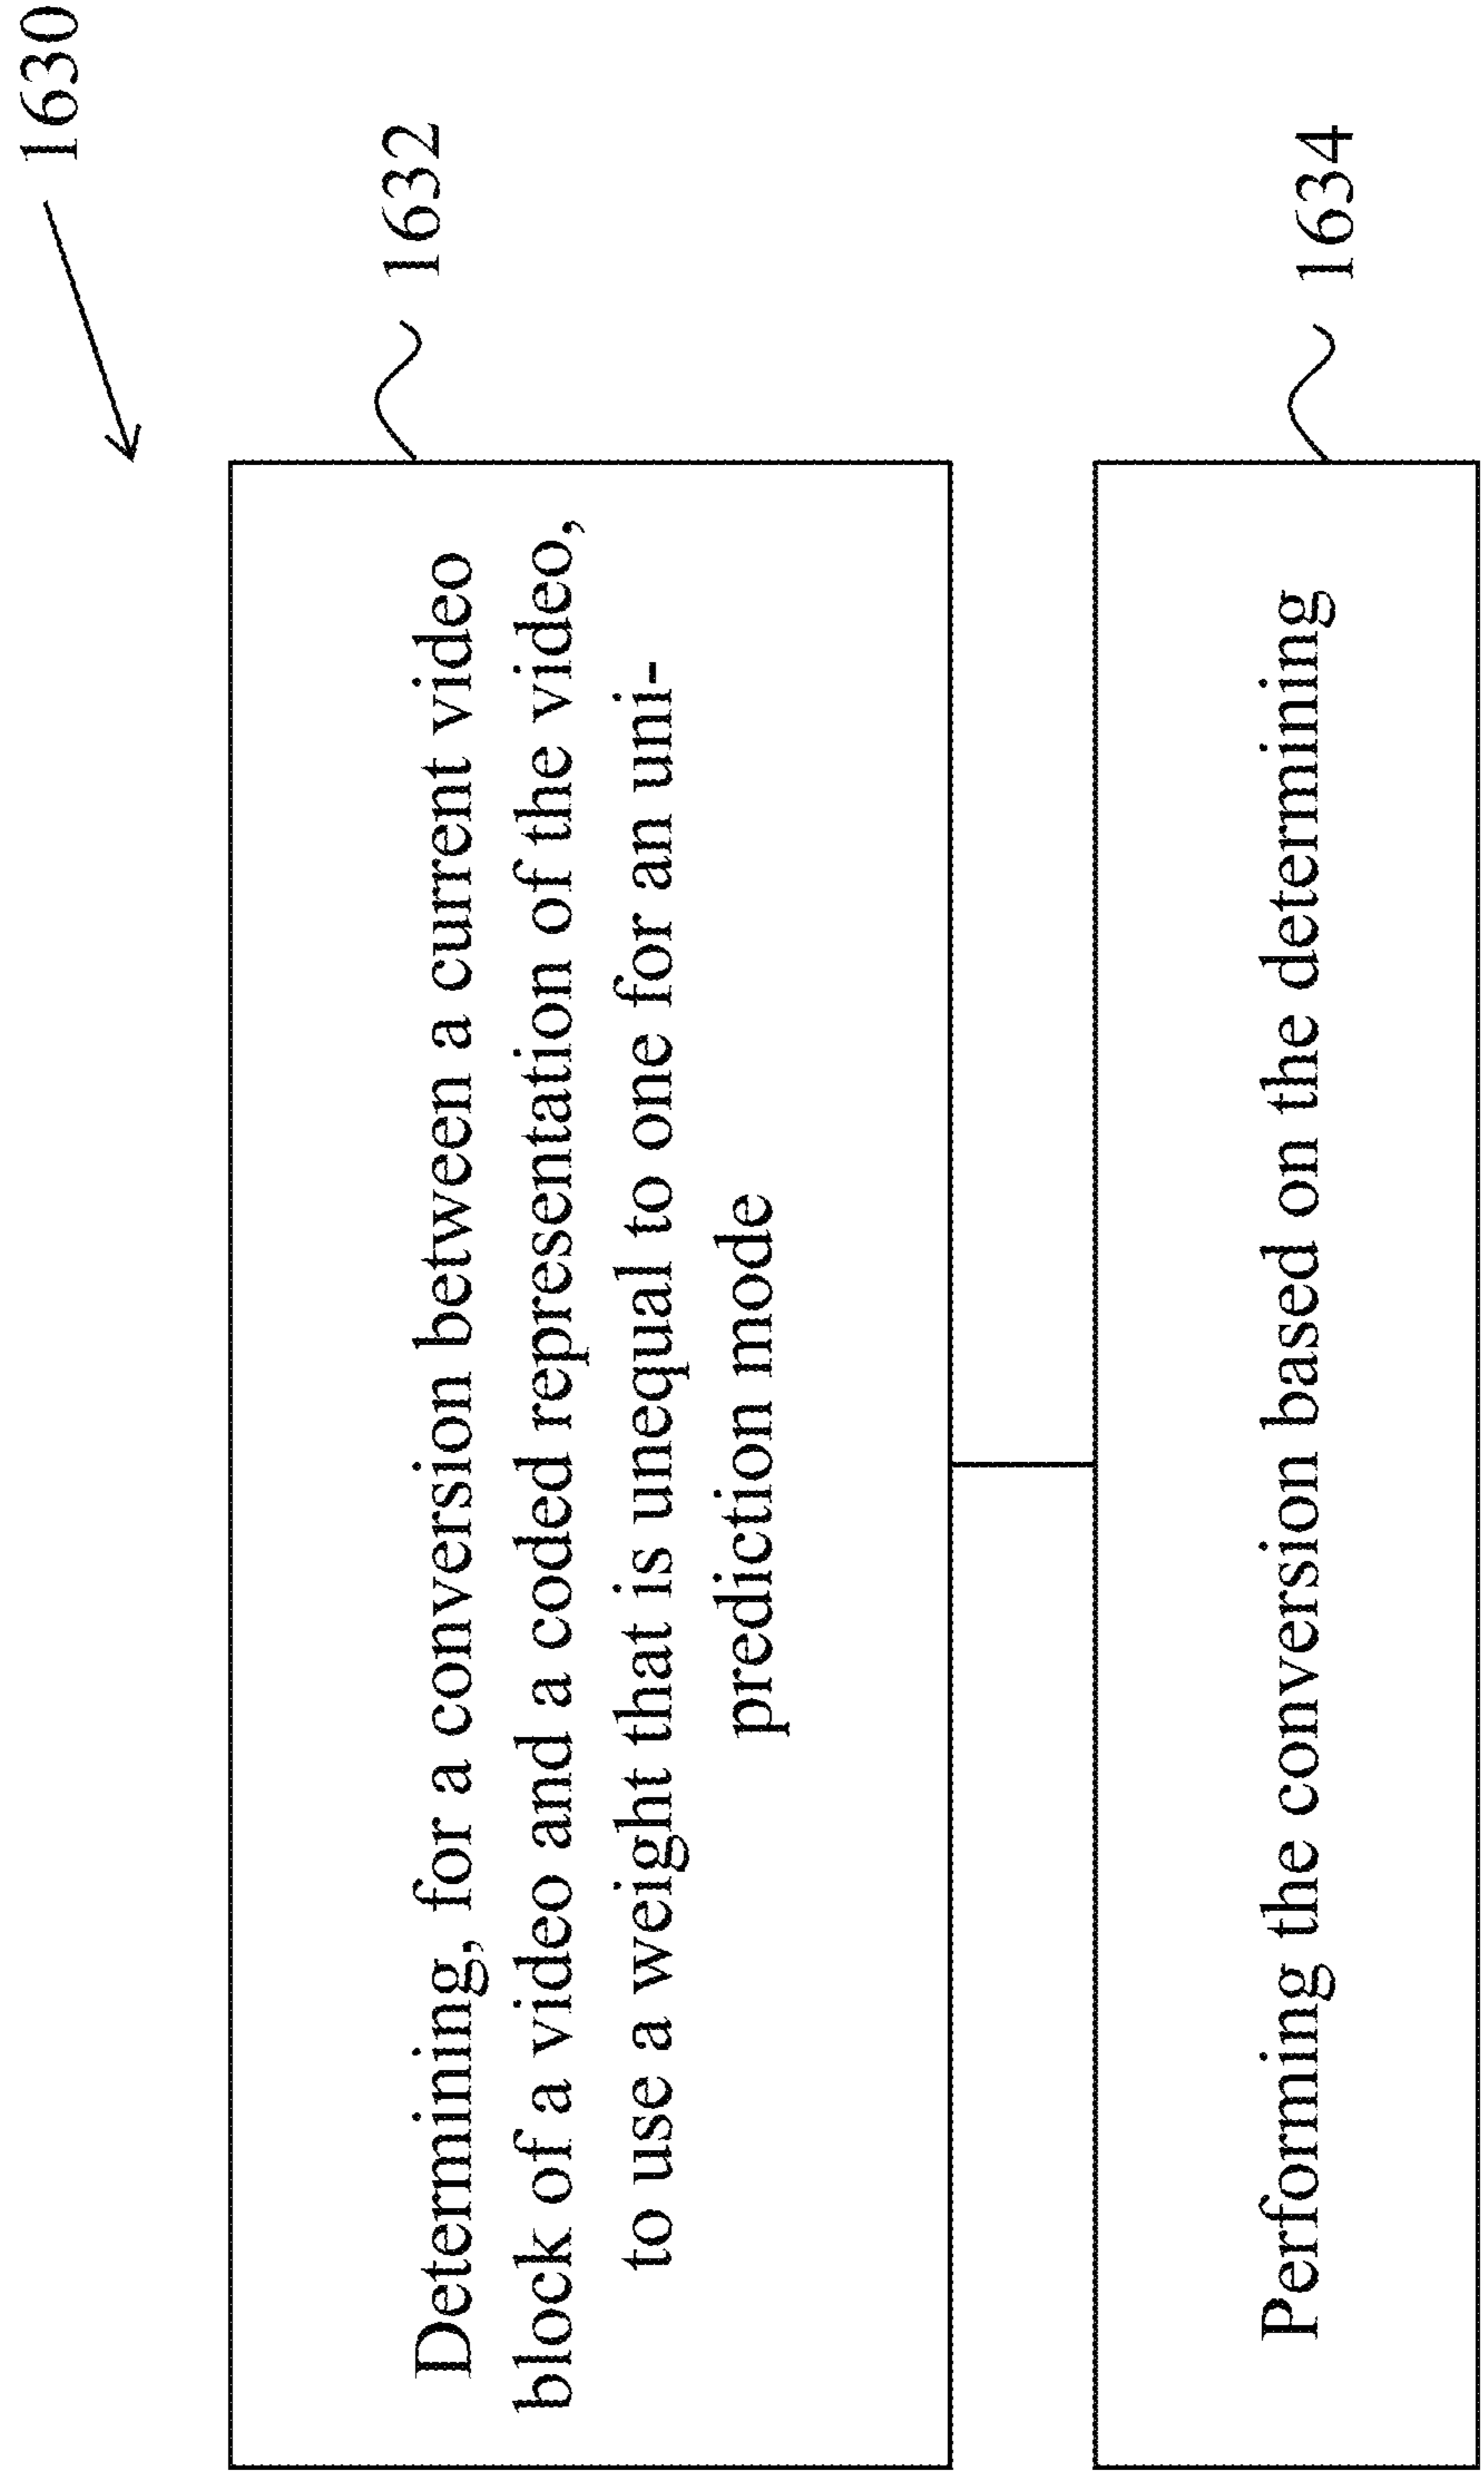 1630
Determining, for a conversion between a current video
block of a video and a coded representation of the video,
to use a weight that is unequal to one for an uni-
prediction mode
1632
Performing the conversion based on the determining
1634